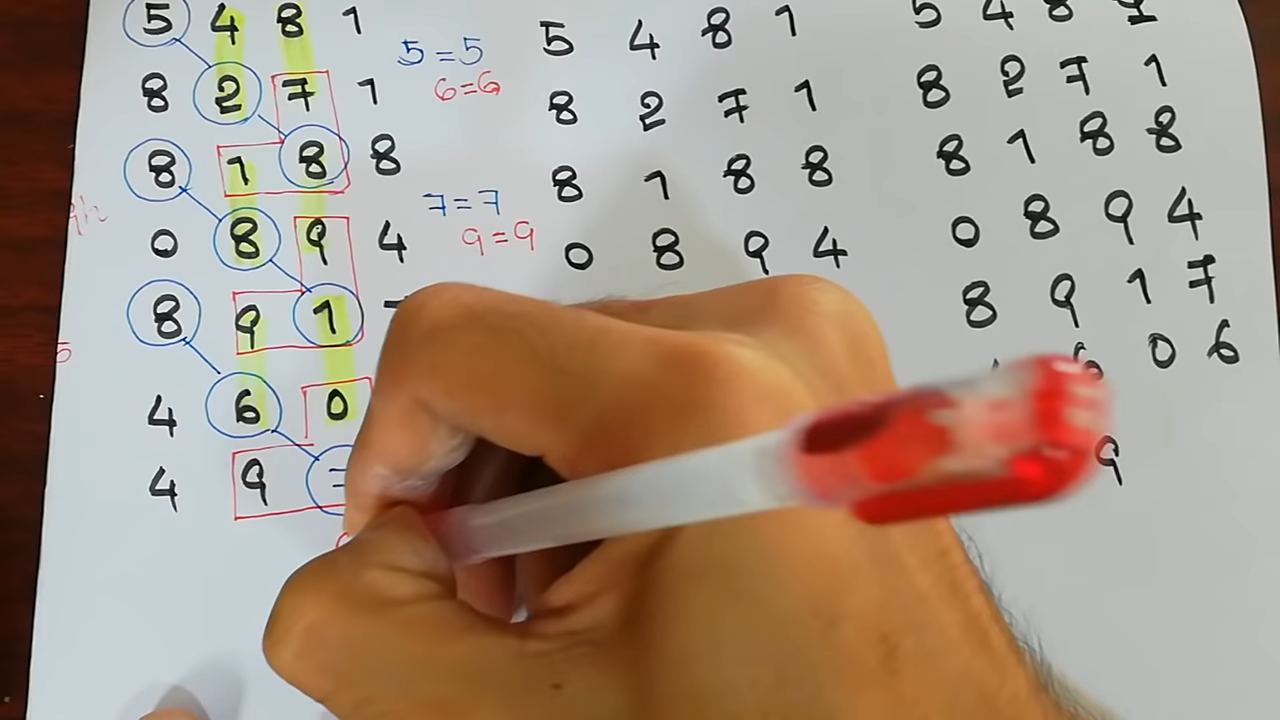 5 4 8 1 5=5 5 4 8 1 5 4 8 1
8 2 7 1 6=6 8 2 7 1 8 2 7 1
8 1 8 8 8 1 8 8 8 1 8 8
0 8 9 4 7=7 0 8 9 4 0 8 9 4
9=9
8 9 1 8 9 1 7
4 6 0 6 0 6
4 9 9